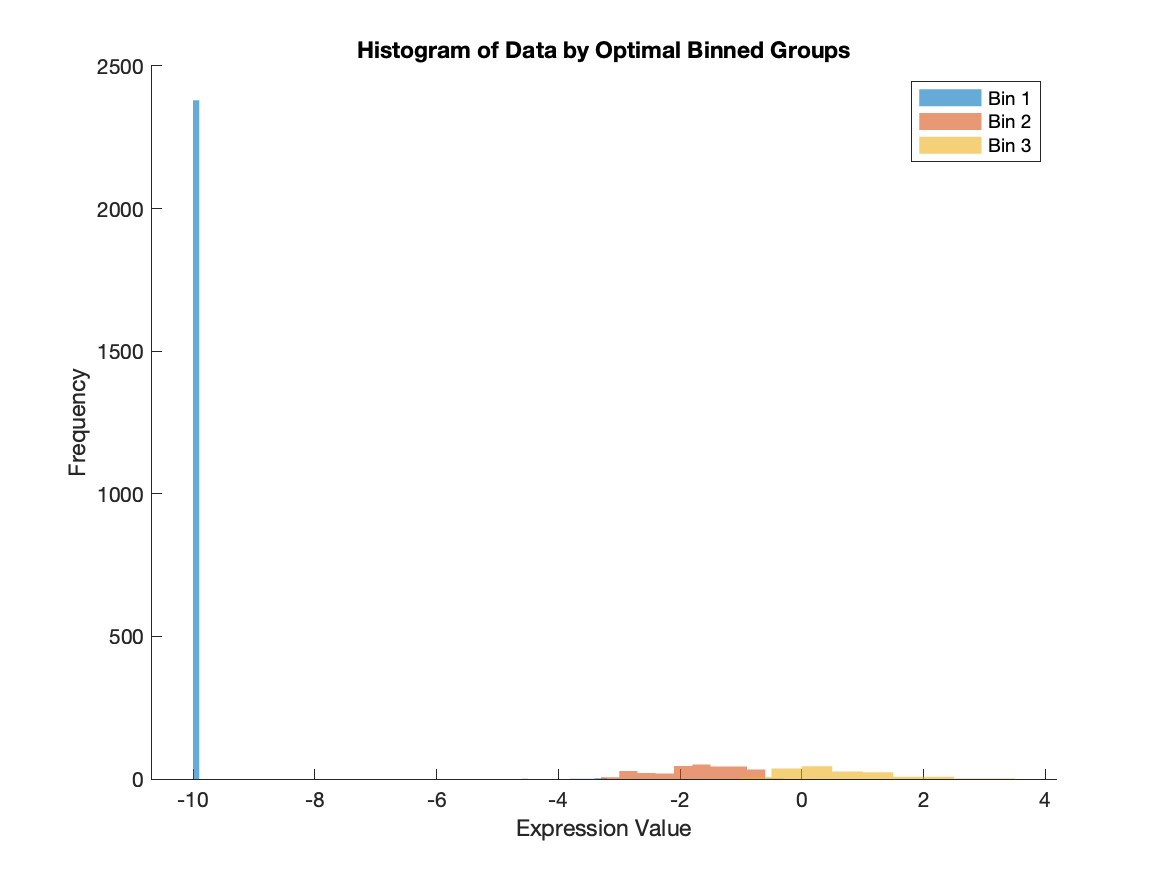 Histogram of Data by Optimal Binned Groups
2500
2000
1500
1000
500
0
Frequency
Bin 1
Bin 2
Bin 3
-10
-8
-6
-4
-2
0
2
4
Expression Value